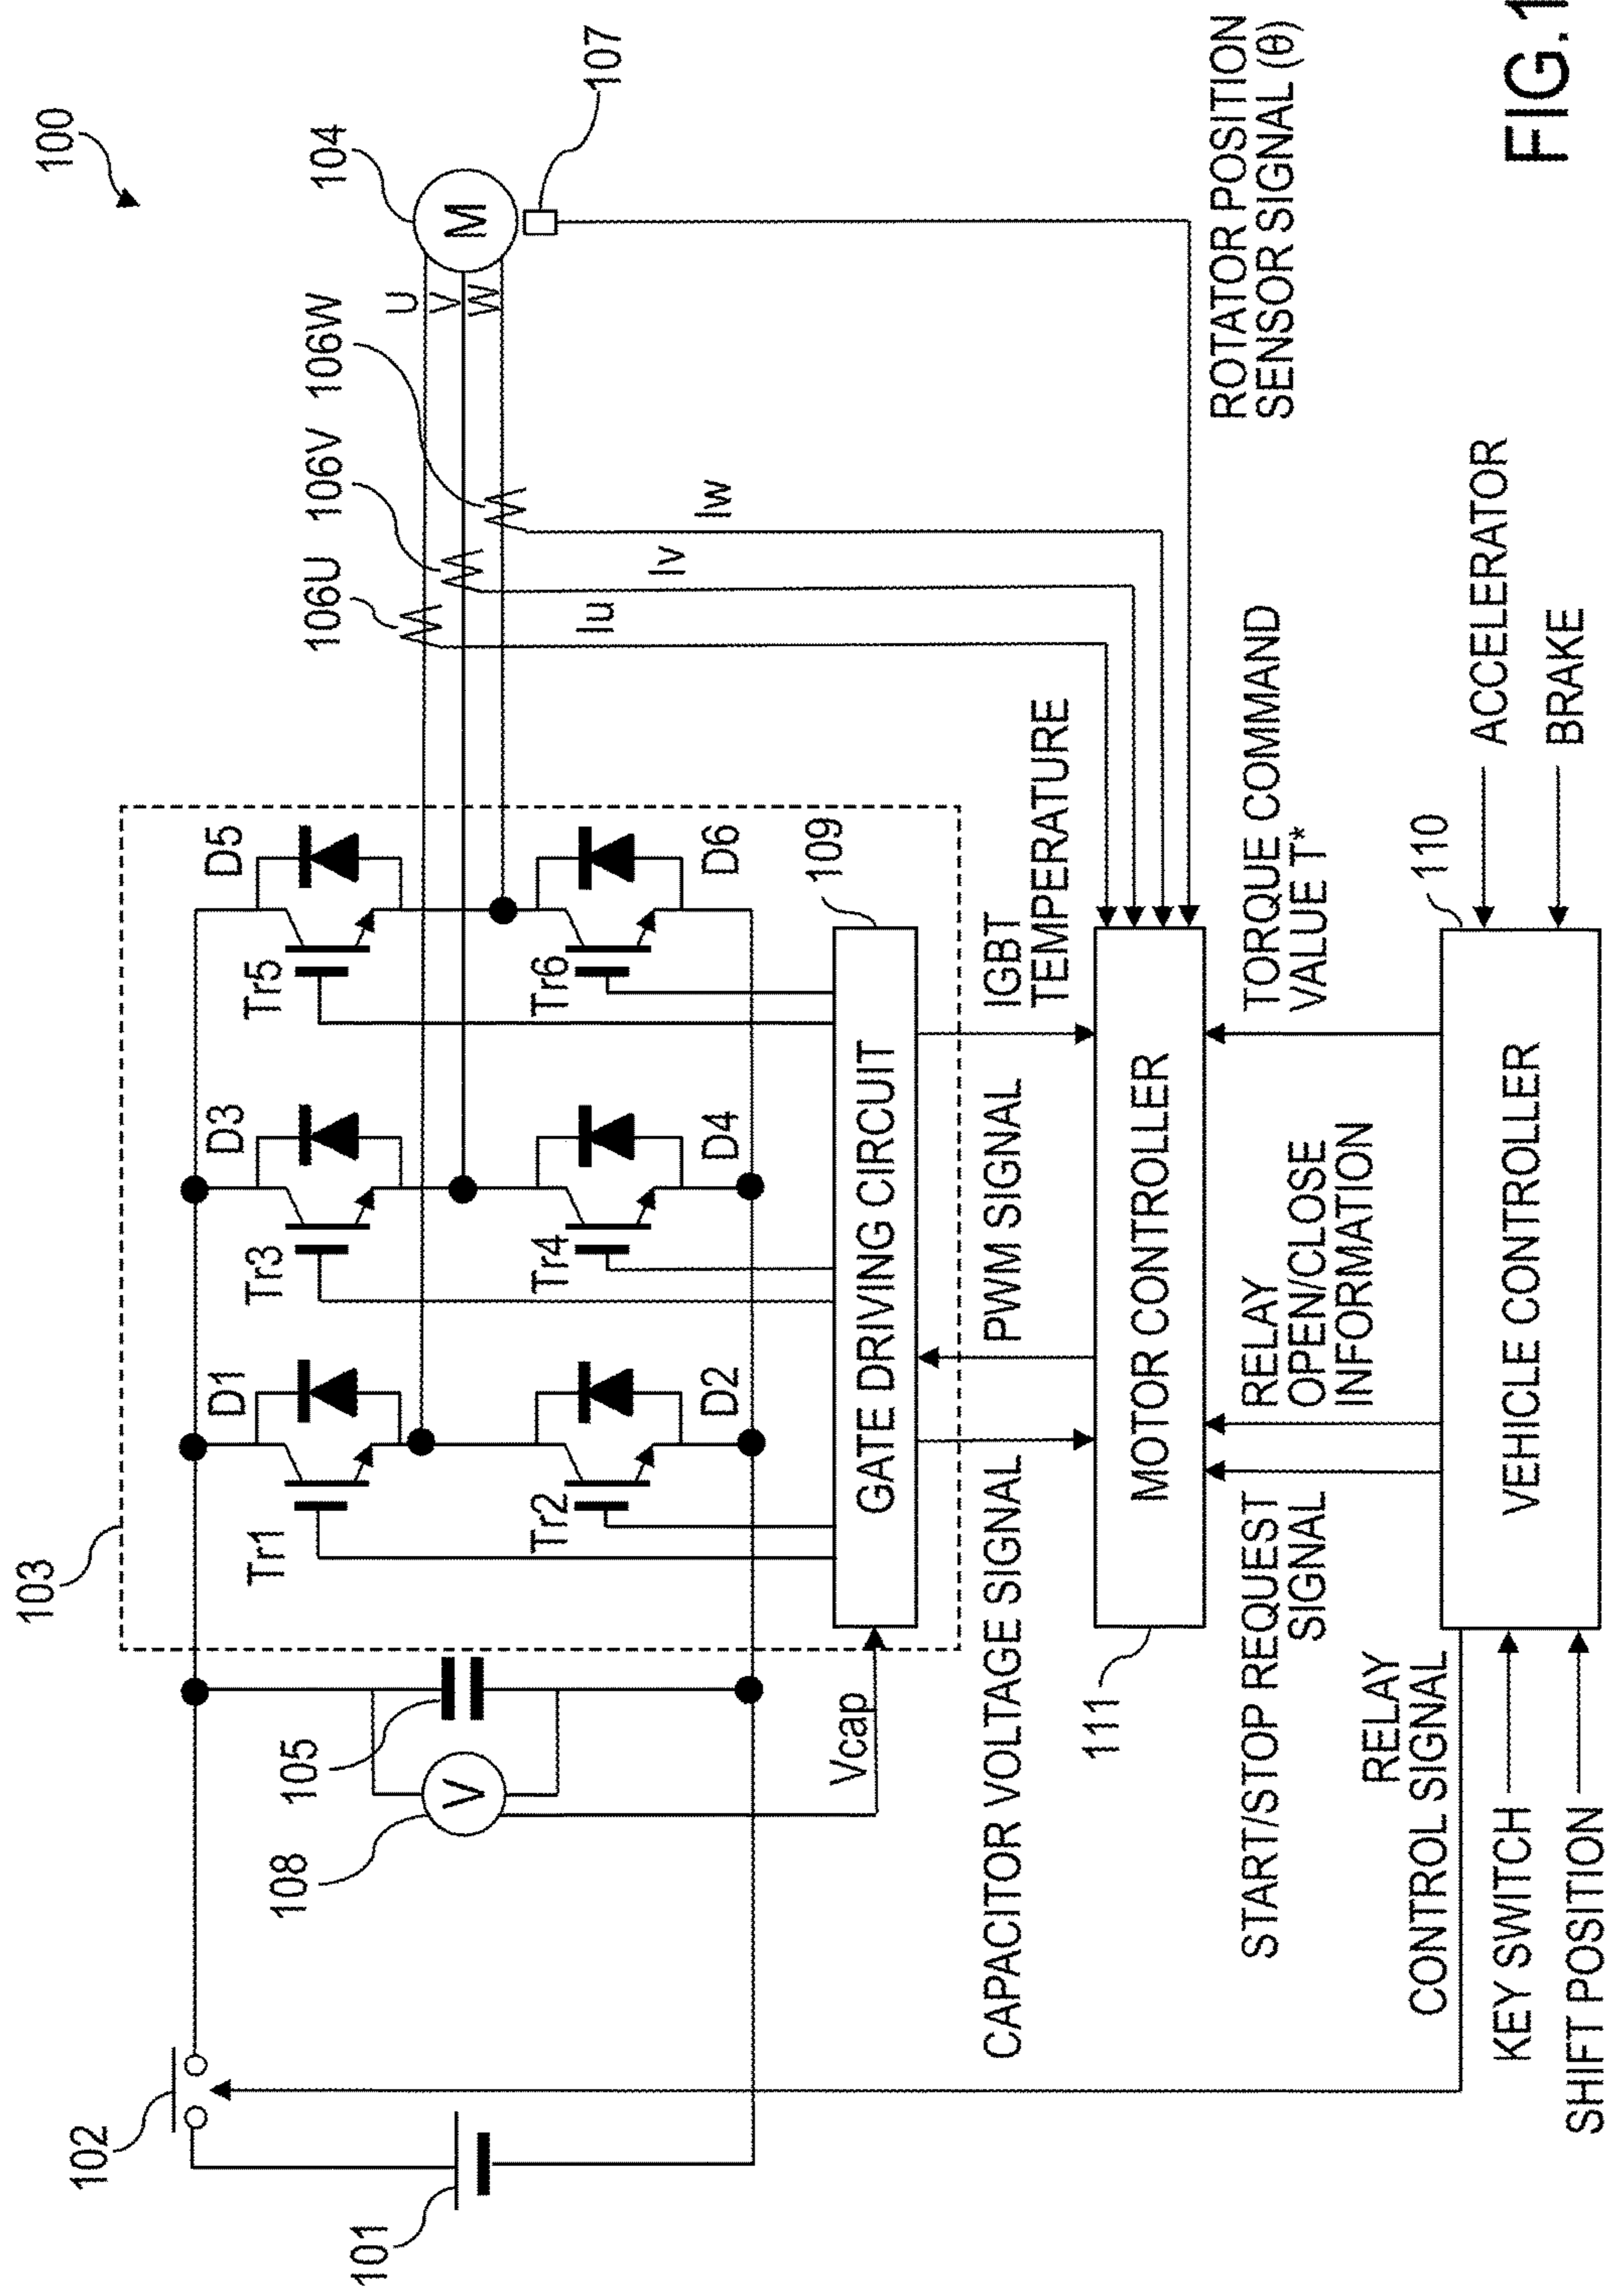 100
103
102
101
104
107
106U
106V
106W
U
V
W
M
D1
D3
D5
Tr1
Tr3
Tr5
Tr2
Tr4
Tr6
D2
D4
D6
105
108
V
Vcap
109
GATE DRIVING CIRCUIT
Iu
Iv
Iw
CAPACITOR VOLTAGE SIGNAL
PWM SIGNAL
IGBT
TEMPERATURE
111
MOTOR CONTROLLER
ROTATOR POSITION
SENSOR SIGNAL (θ)
START/STOP REQUEST
SIGNAL
RELAY
OPEN/CLOSE
INFORMATION
TORQUE COMMAND
VALUE T*
RELAY
CONTROL SIGNAL
110
VEHICLE CONTROLLER
KEY SWITCH
SHIFT POSITION
ACCELERATOR
BRAKE
FIG.1